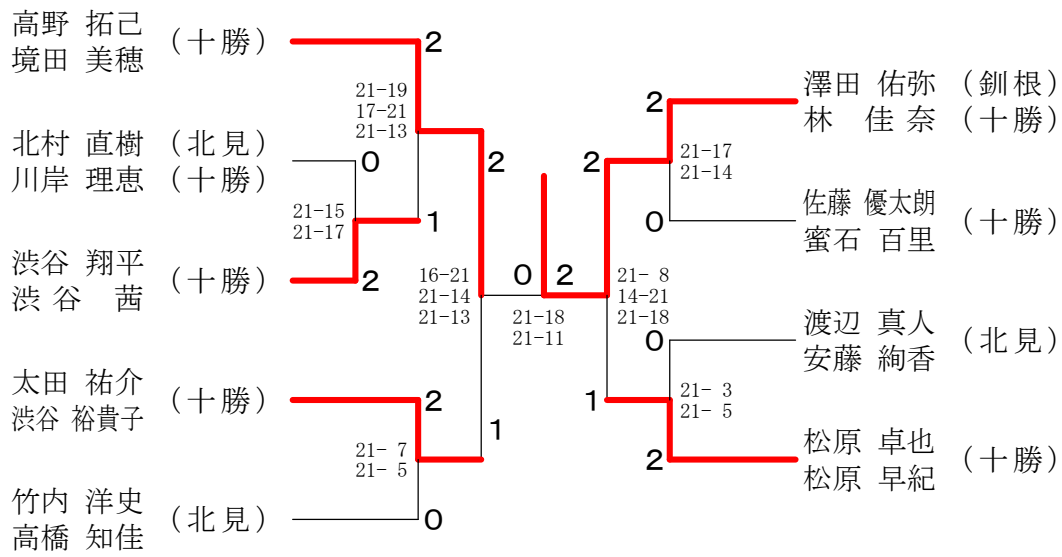 高野 拓己
境田 美穂
(十勝)
2
21-19
17-21
21-13
北村 直樹 (北見)
川岸 理恵 (十勝)
0
21-15
21-17
1
渋谷 翔平
渋谷 茜
(十勝)
2
2
16-21
21-14
21-13
太田 祐介
渋谷 裕貴子
(十勝)
2
21- 7
21- 5
1
竹内 洋史
高橋 知佳
(北見)
0
0 2
21-18
21-11
澤田 佑弥 (釧根)
林 佳奈 (十勝)
2
21-17
21-14
2
佐藤 優太朗
蜜石 百里
(十勝)
0
21- 8
14-21
21-18
渡辺 真人
安藤 絢香
(北見)
0
21- 3
21- 5
1
松原 卓也
松原 早紀
(十勝)
2